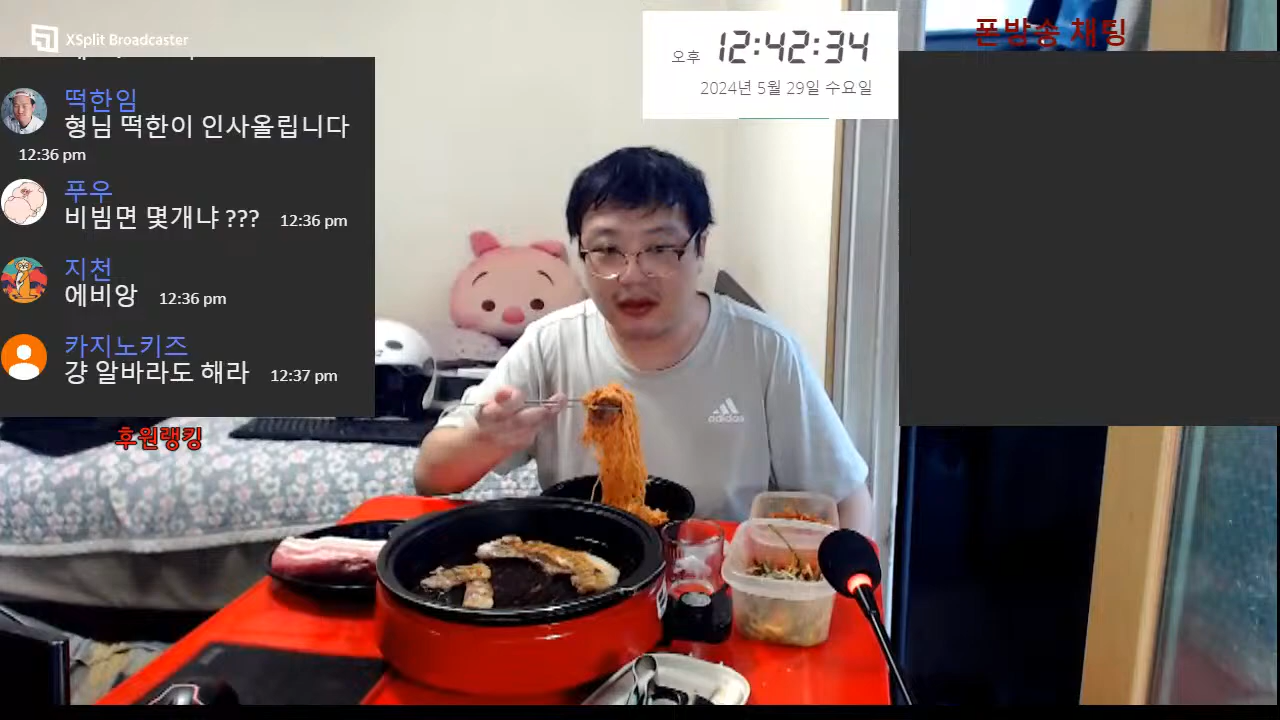 XSplit Broadcaster
떡한임
형님 떡한이 인사올립니다
12:36 pm
푸우
비빔면 몇개냐 ???
12:36 pm
지천
에비앙
12:36 pm
카지노키즈
걍 알바라도 해라
12:37 pm
후원랭킹
오후 12:42:34
2024년 5월 29일 수요일
폰방송 채팅
adidas